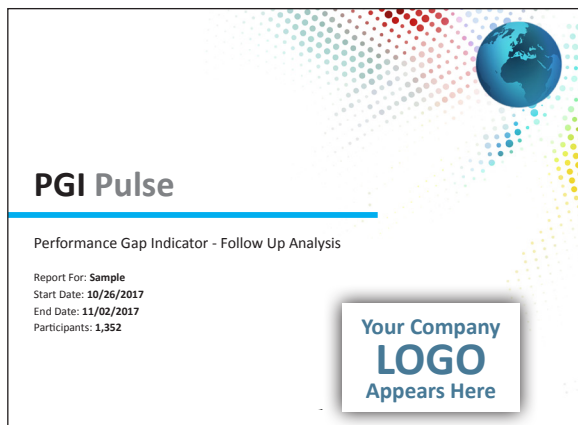 PGI Pulse
Performance Gap Indicator - Follow Up Analysis
Report For: Sample
Start Date: 10/26/2017
End Date: 11/02/2017
Participants: 1,352
Your Company
LOGO
Appears Here
-